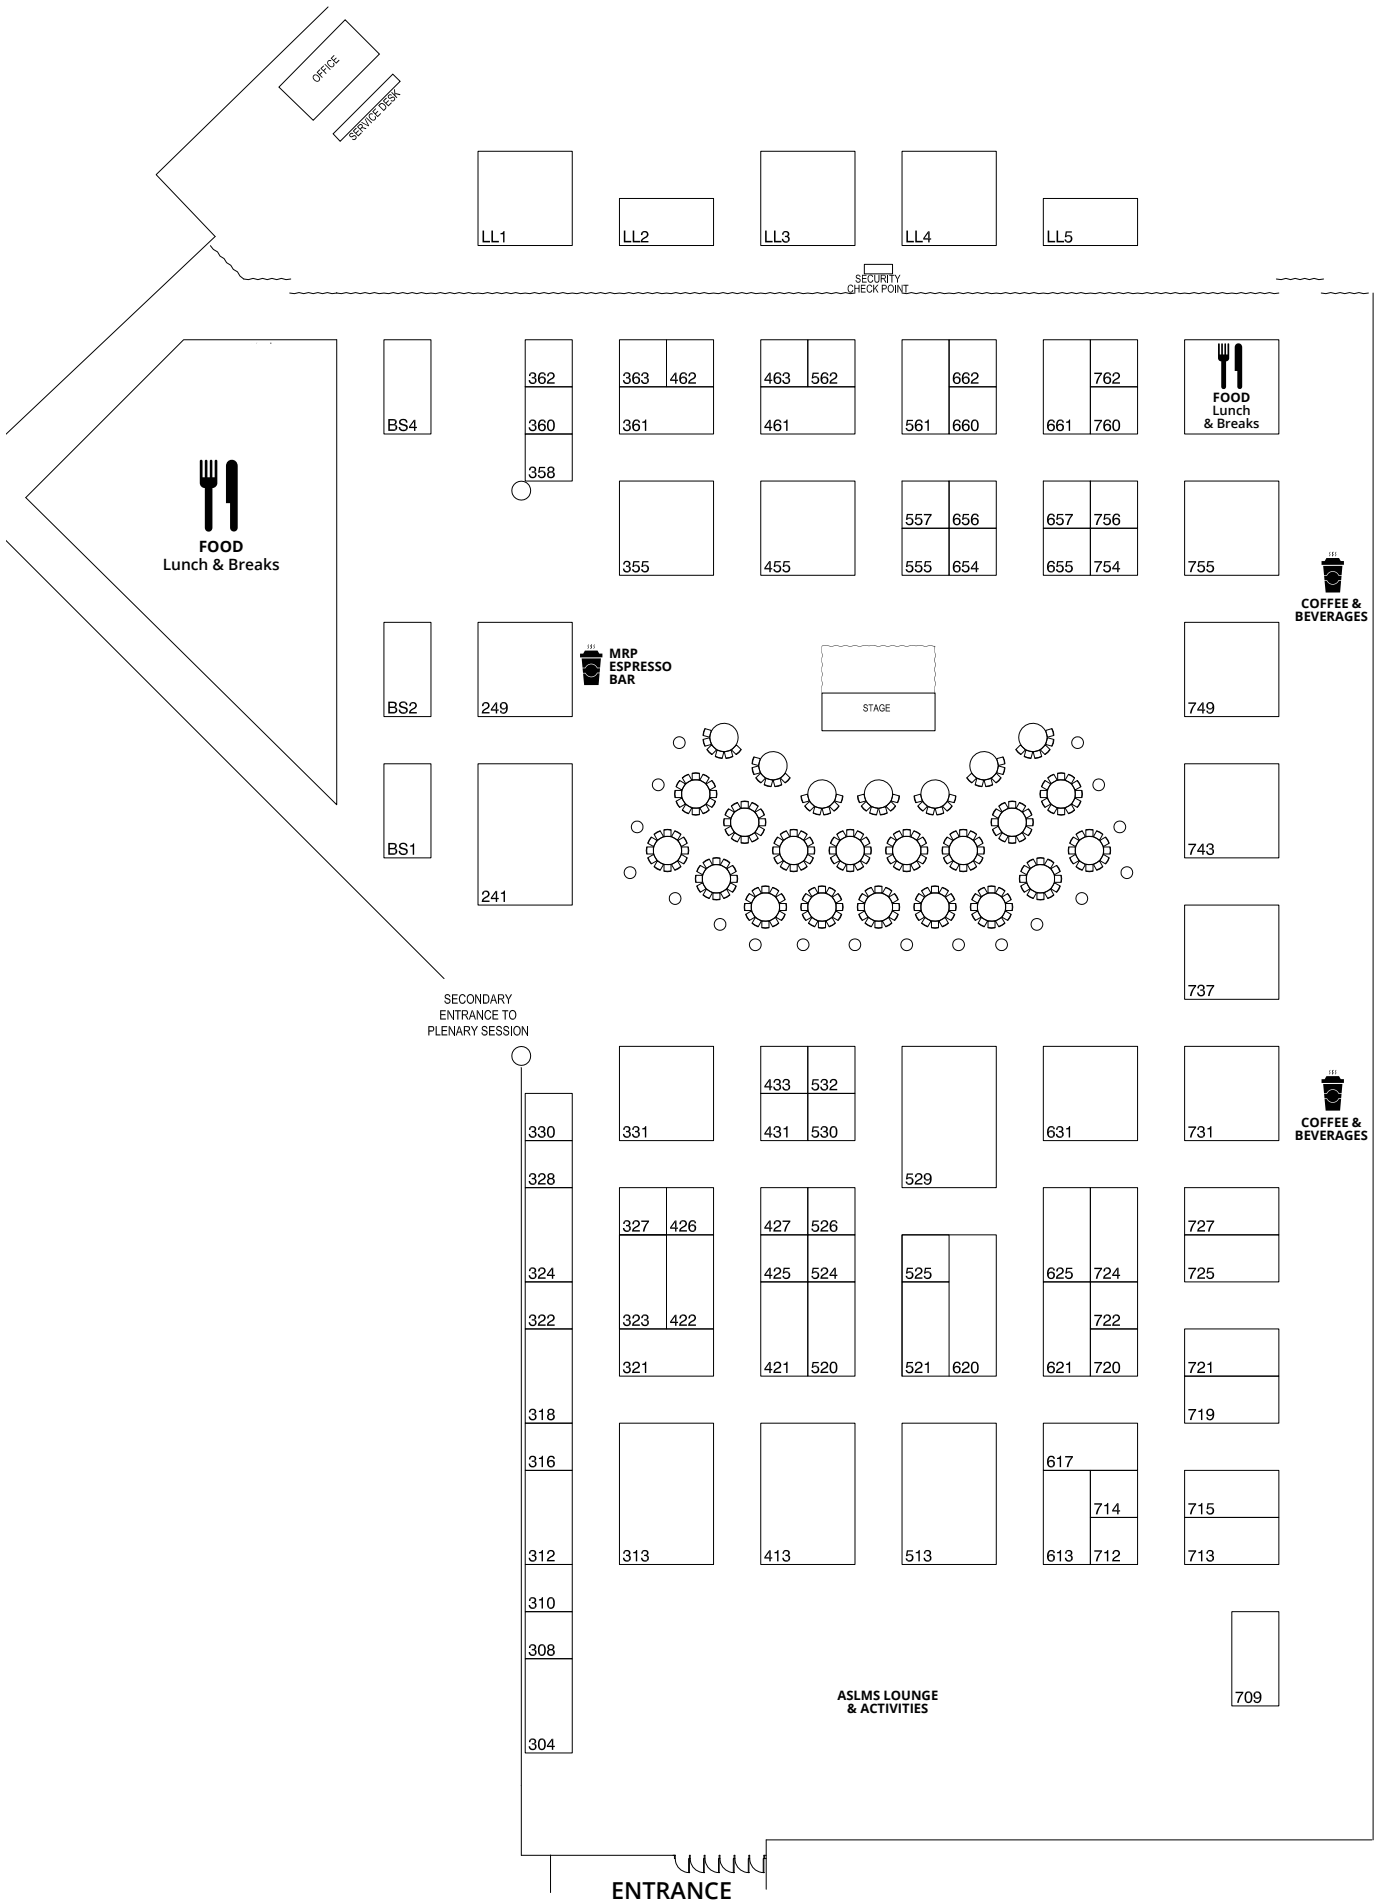 OFFICE
SERVICE DESK
LL1
LL2
LL3
LL4
LL5
SECURITY
CHECK POINT
362
363
462
463
562
662
762
FOOD
Lunch
& Breaks
BS4
360
361
461
561
660
661
760
358
FOOD
Lunch & Breaks
557
656
657
756
355
455
555
654
655
754
755
COFFEE &
BEVERAGES
MRP
ESPRESSO
BAR
BS2
249
STAGE
749
BS1
743
241
SECONDARY
ENTRANCE TO
PLENARY SESSION
737
433
532
330
331
431
530
631
731
COFFEE &
BEVERAGES
328
529
327
426
427
526
727
324
425
524
525
625
724
725
322
323
422
722
321
421
520
521
620
621
720
721
318
719
316
617
714
715
312
313
413
513
613
712
713
310
308
ASLMS LOUNGE
& ACTIVITIES
709
304
ENTRANCE